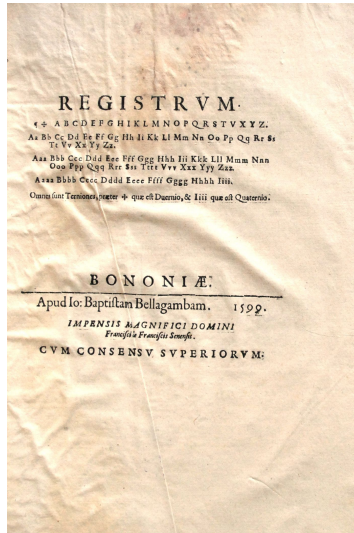 REGISTRVM.
¶ ✢ A B C D E F G H I K L M N O P Q R S T V X Y Z.
Aa Bb Cc Dd Ee Ff Gg Hh Ii Kk Ll Mm Nn Oo Pp Qq Rr Ss
Tt Vv Xx Yy Zz.
Aaa Bbb Ccc Ddd Eee Fff Ggg Hhh Iii Kkk Lll Mmm Nnn
Ooo Ppp Qqq Rrr Sss Ttt Vvv Xxx Yyy Zzz.
Aaaa Bbbb Cccc Dddd Eeee Ffff Gggg Hhhh Iiii.
Omnes sunt Terniones, præter ✢ quæ est Duernio, & Iiii quæ est Quaternio.
BONONIÆ.
Apud Io: Baptistam Bellagambam. 1599.
IMPENSIS MAGNIFICI DOMINI
Francisci de Franciscis Senensis.
CVM CONSENSV SVPERIORVM: